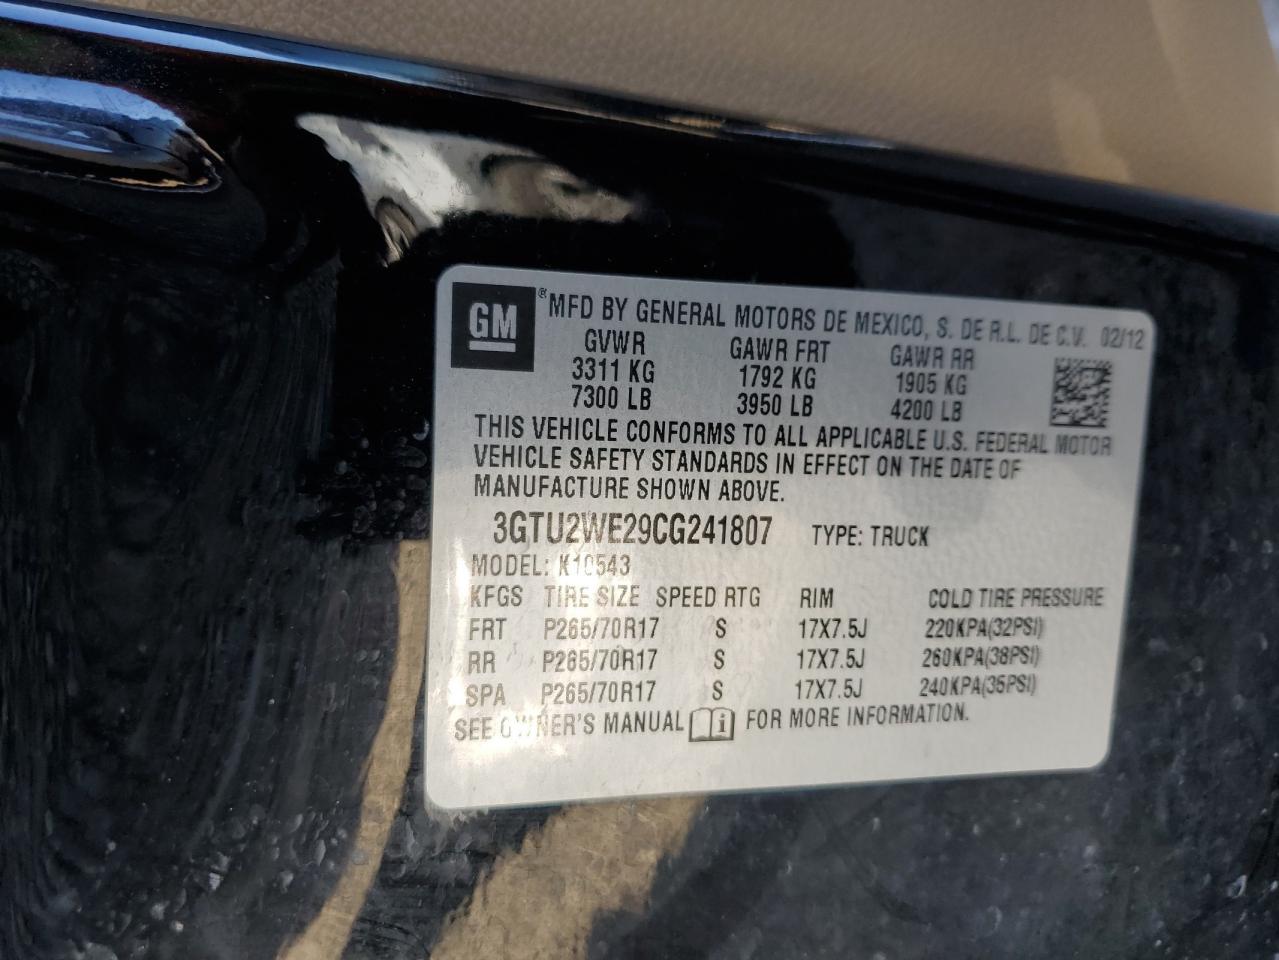 GM ® MFD BY GENERAL MOTORS DE MEXICO, S. DE R.L. DE C.V. 02/12
GVWR GAWR FRT GAWR RR
3311 KG 1792 KG 1905 KG
7300 LB 3950 LB 4200 LB
THIS VEHICLE CONFORMS TO ALL APPLICABLE U.S. FEDERAL MOTOR
VEHICLE SAFETY STANDARDS IN EFFECT ON THE DATE OF
MANUFACTURE SHOWN ABOVE.
3GTU2WE29CG241807 TYPE: TRUCK
MODEL: K10543
KFGS TIRE SIZE SPEED RTG RIM COLD TIRE PRESSURE
FRT P265/70R17 S 17X7.5J 220KPA(32PSI)
RR P265/70R17 S 17X7.5J 260KPA(38PSI)
SPA P265/70R17 S 17X7.5J 240KPA(35PSI)
SEE OWNER'S MANUAL i FOR MORE INFORMATION.